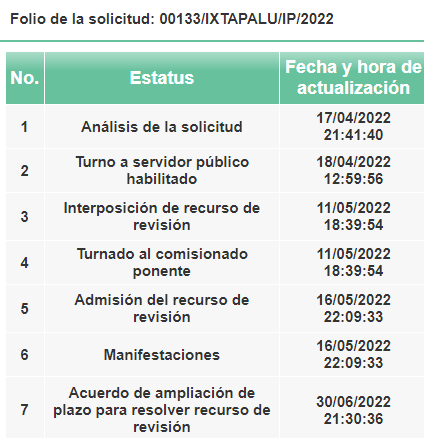 Folio de la solicitud: 00133/IXTAPALU/IP/2022
No. Estatus Fecha y hora de
actualización
1 Análisis de la solicitud 17/04/2022
21:41:40
2 Turno a servidor público
habilitado 18/04/2022
12:59:56
3 Interposición de recurso de
revisión 11/05/2022
18:39:54
4 Turnado al comisionado
ponente 11/05/2022
18:39:54
5 Admisión del recurso de
revisión 16/05/2022
22:09:33
6 Manifestaciones 16/05/2022
22:09:33
7 Acuerdo de ampliación de
plazo para resolver recurso de
revisión 30/06/2022
21:30:36